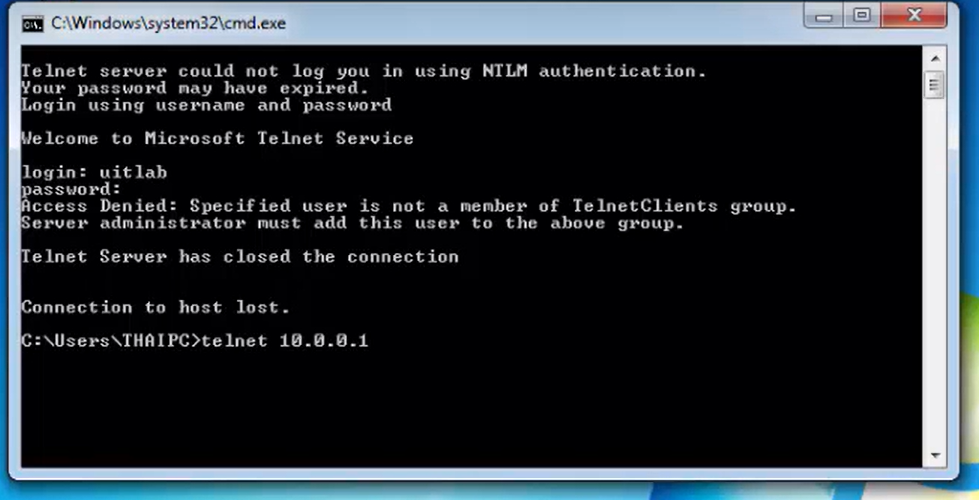 C:\Windows\system32\cmd.exe
Telnet server could not log you in using NTLM authentication.
Your password may have expired.
Login using username and password
Welcome to Microsoft Telnet Service
login: uitlab
password:
Access Denied: Specified user is not a member of TelnetClients group.
Server administrator must add this user to the above group.
Telnet Server has closed the connection
Connection to host lost.
C:\Users\THAIPC>telnet 10.0.0.1